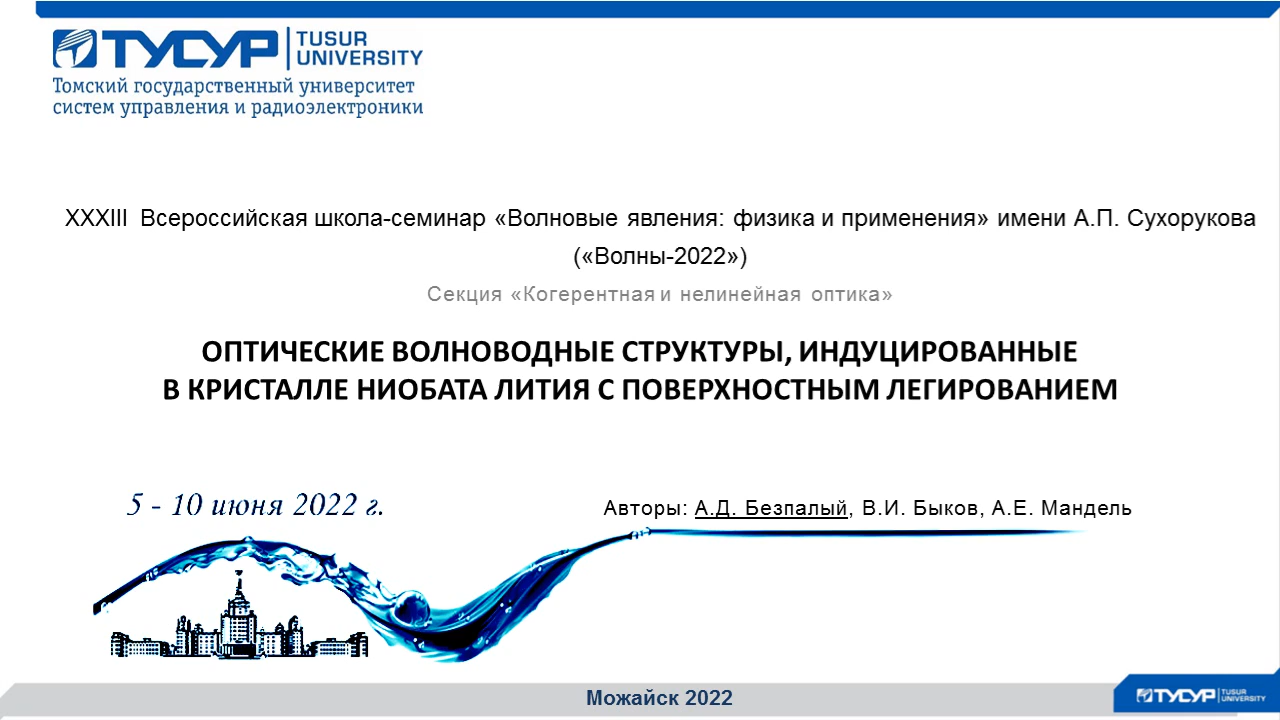 ТУСУР TUSUR UNIVERSITY
Томский государственный университет
систем управления и радиоэлектроники
XXXIII Всероссийская школа-семинар «Волновые явления: физика и применения» имени А.П. Сухорукова
(«Волны-2022»)
Секция «Когерентная и нелинейная оптика»
ОПТИЧЕСКИЕ ВОЛНОВОДНЫЕ СТРУКТУРЫ, ИНДУЦИРОВАННЫЕ
В КРИСТАЛЛЕ НИОБАТА ЛИТИЯ С ПОВЕРХНОСТНЫМ ЛЕГИРОВАНИЕМ
5 - 10 июня 2022 г.
Авторы: А.Д. Безпалый, В.И. Быков, А.Е. Мандель
Можайск 2022
ТУСУР TUSUR UNIVERSITY